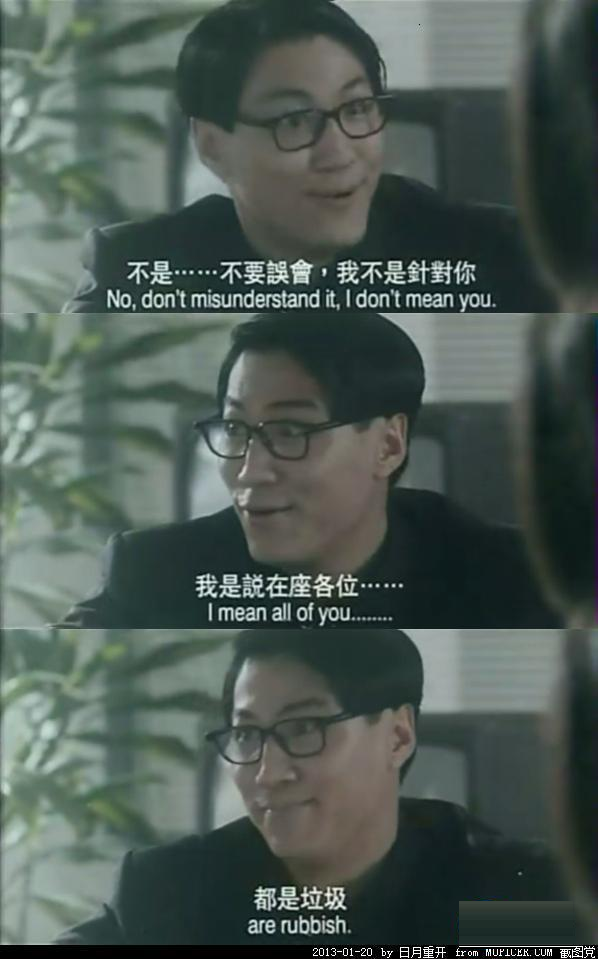 不是⋯⋯不要誤會，我不是針對你
No, don't misunderstand it, I don't mean you.
我是説在座各位⋯⋯
I mean all of you........
都是垃圾
are rubbish.
2013-01-20 by 日月重开 from MUPICER.COM 截图党